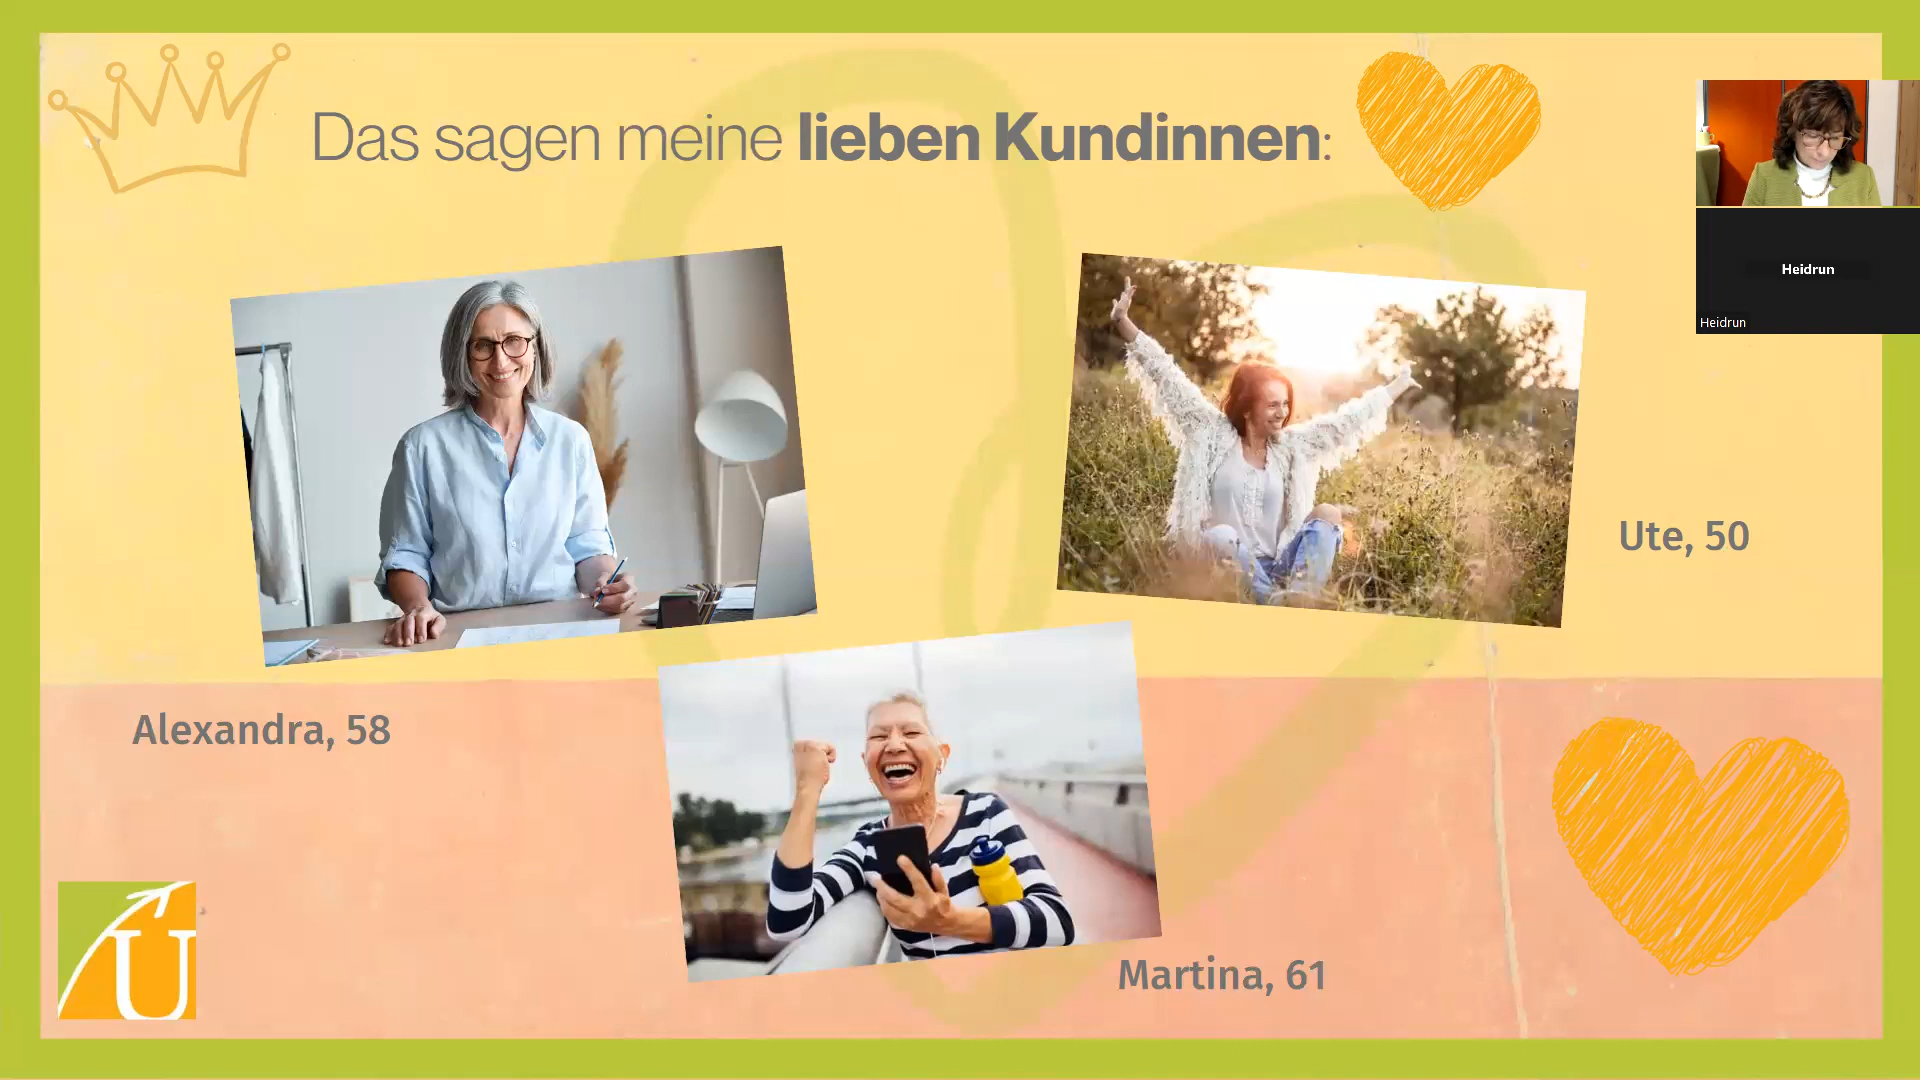 Das sagen meine lieben Kundinnen:
Heidrun
Heidrun
Ute, 50
Alexandra, 58
Martina, 61
U